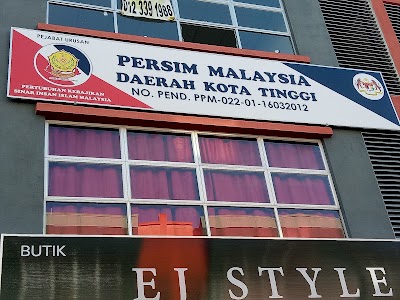 012 339 1988
PEJABAT URUSAN
PERSIM MALAYSIA
DAERAH KOTA TINGGI
NO. PEND. PPM-022-01-16032012
PERTUBUHAN KEBAJIKAN
SINAR INSAN ISLAM MALAYSIA
BUTIK
EJ STYLE